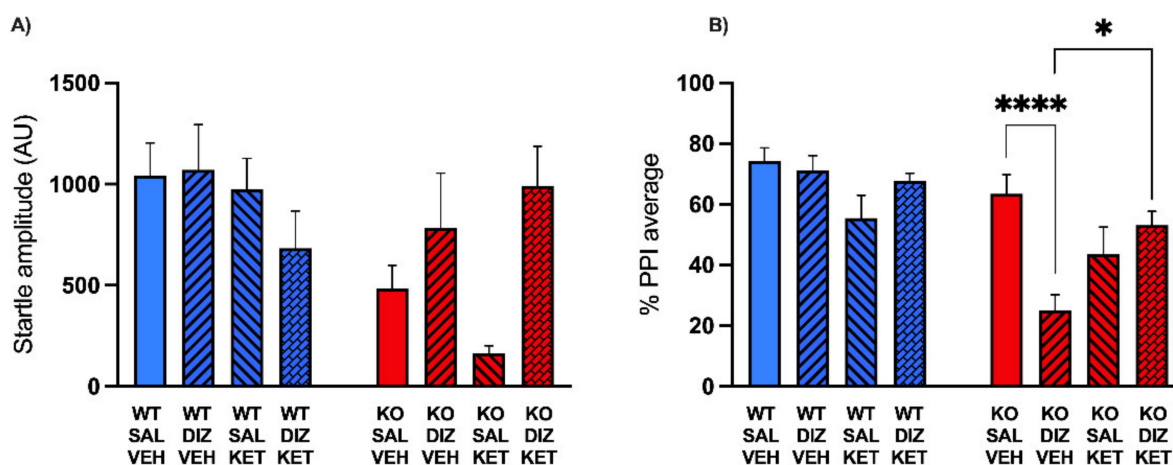 A)
Startle amplitude (AU)
1500
1000
500
0
WT WT WT WT KO KO KO KO
SAL DIZ SAL DIZ SAL DIZ SAL DIZ
VEH VEH KET KET VEH VEH KET KET
B)
% PPI average
100
80
60
40
20
0
*
****
WT WT WT WT KO KO KO KO
SAL DIZ SAL DIZ SAL DIZ SAL DIZ
VEH VEH KET KET VEH VEH KET KET